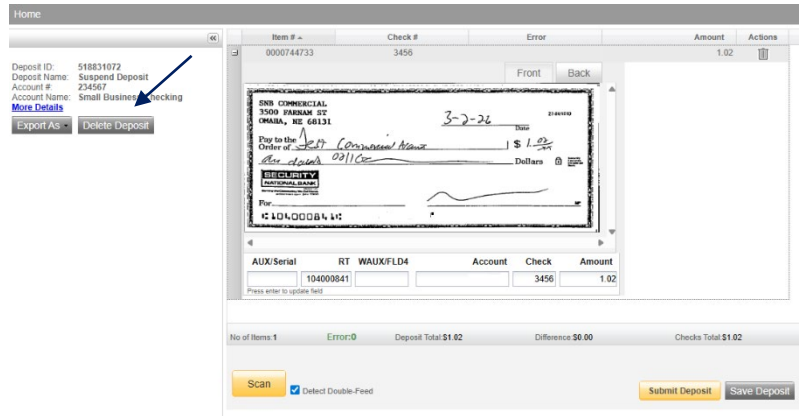 Home
Deposit ID: 518831072
Deposit Name: Suspend Deposit
Account #: 234567
Account Name: Small Business Checking
More Details
Export As
Delete Deposit
Item # Check # Error Amount Actions
0000744733 3456 1.02
Front Back
SNB COMMERCIAL
3500 FARNAM ST
OMAHA, NE 68131
3-2-26
Date
Pay to the
Order of Test Commercial Name $ 1.02
one dollar 02/100 Dollars
SECURITY
NATIONAL BANK
For
⑆104000841⑆
AUX/Serial RT WAUX/FLD4 Account Check Amount
104000841 3456 1.02
Press enter to update field
No of Items:1 Error:0 Deposit Total:$1.02 Difference:$0.00 Checks Total:$1.02
Scan
Detect Double-Feed
Submit Deposit
Save Deposit